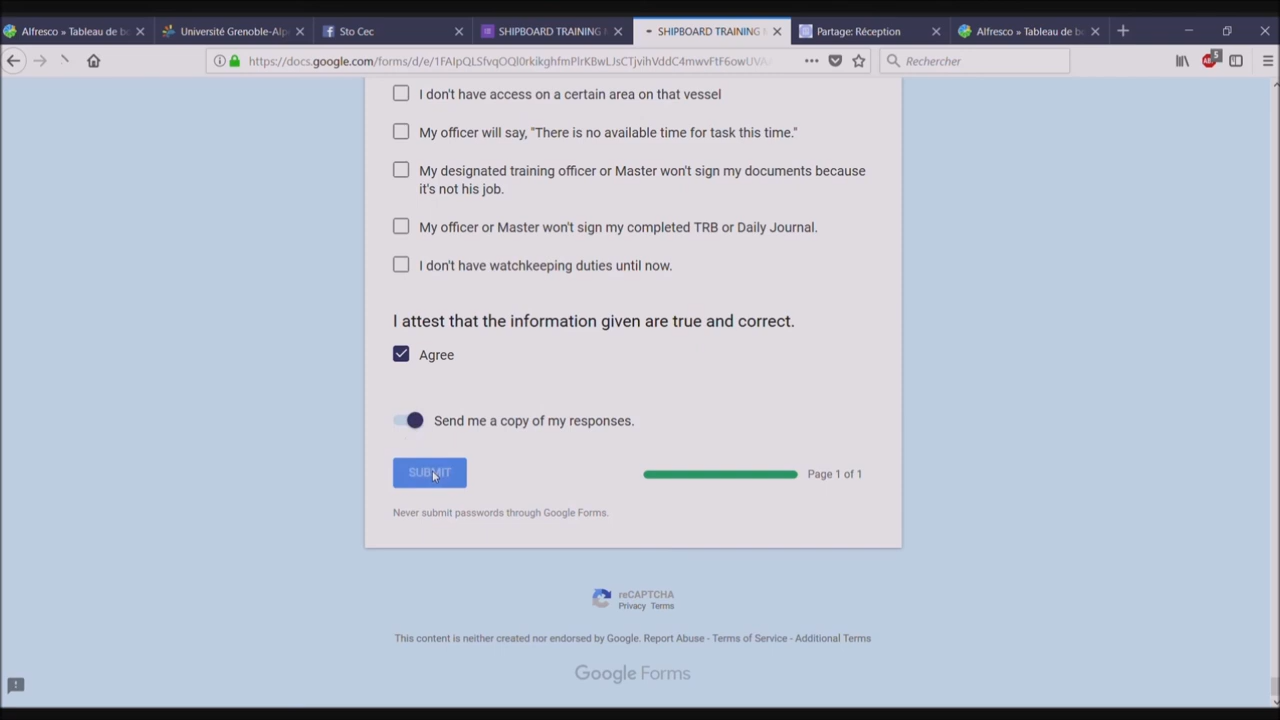 Alfresco » Tableau de b
Université Grenoble-Alp
Sto Cec
SHIPBOARD TRAINING
SHIPBOARD TRAINING
Partage: Réception
Alfresco » Tableau de b
Rechercher
5
I don't have access on a certain area on that vessel
My officer will say, "There is no available time for task this time."
My designated training officer or Master won't sign my documents because
it's not his job.
My officer or Master won't sign my completed TRB or Daily Journal.
I don't have watchkeeping duties until now.
I attest that the information given are true and correct.
Agree
Send me a copy of my responses.
SUBMIT
Page 1 of 1
Never submit passwords through Google Forms.
reCAPTCHA
Privacy Terms
This content is neither created nor endorsed by Google. Report Abuse - Terms of Service - Additional Terms
Google Forms